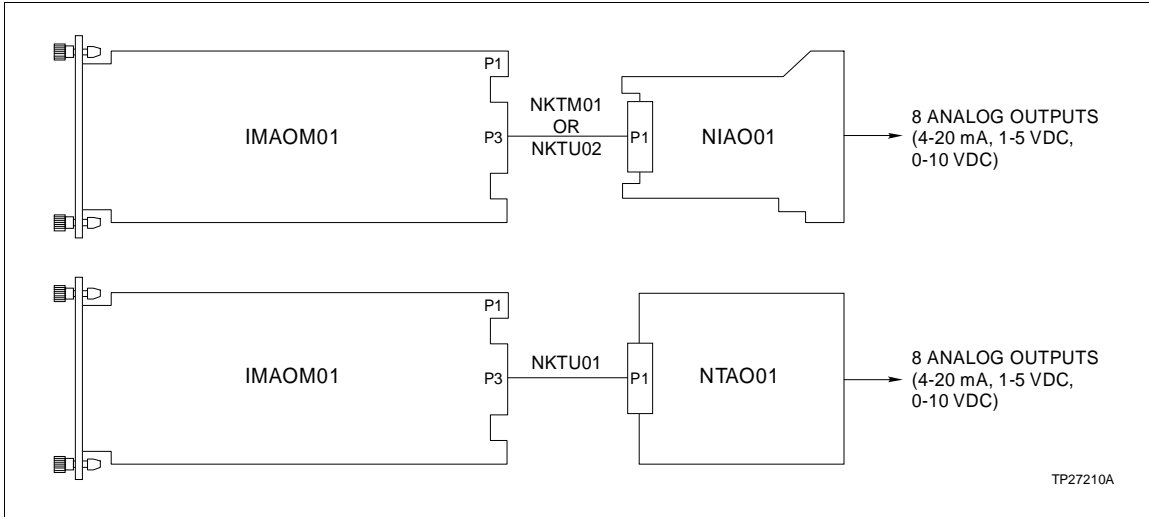 P1
IMAOM01
P3
NKTM01
OR
NKTU02
P1
NIAO01
8 ANALOG OUTPUTS
(4-20 mA, 1-5 VDC,
0-10 VDC)
P1
IMAOM01
P3
NKTU01
P1
NTAO01
8 ANALOG OUTPUTS
(4-20 mA, 1-5 VDC,
0-10 VDC)
TP27210A